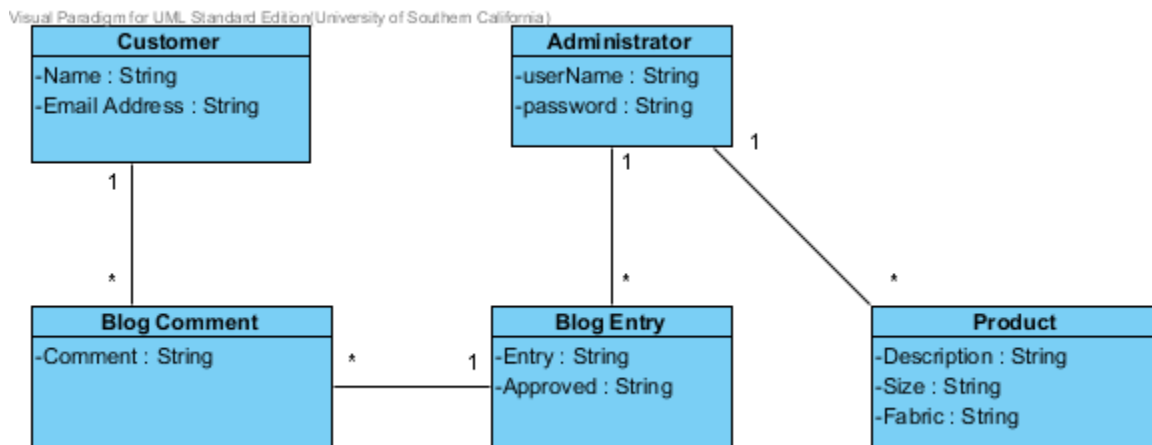 Visual Paradigm for UML Standard Edition(University of Southern California)
Customer
-Name : String
-Email Address : String
Administrator
-userName : String
-password : String
1
1
1
*
*
*
Blog Comment
-Comment : String
*
1
Blog Entry
-Entry : String
-Approved : String
Product
-Description : String
-Size : String
-Fabric : String